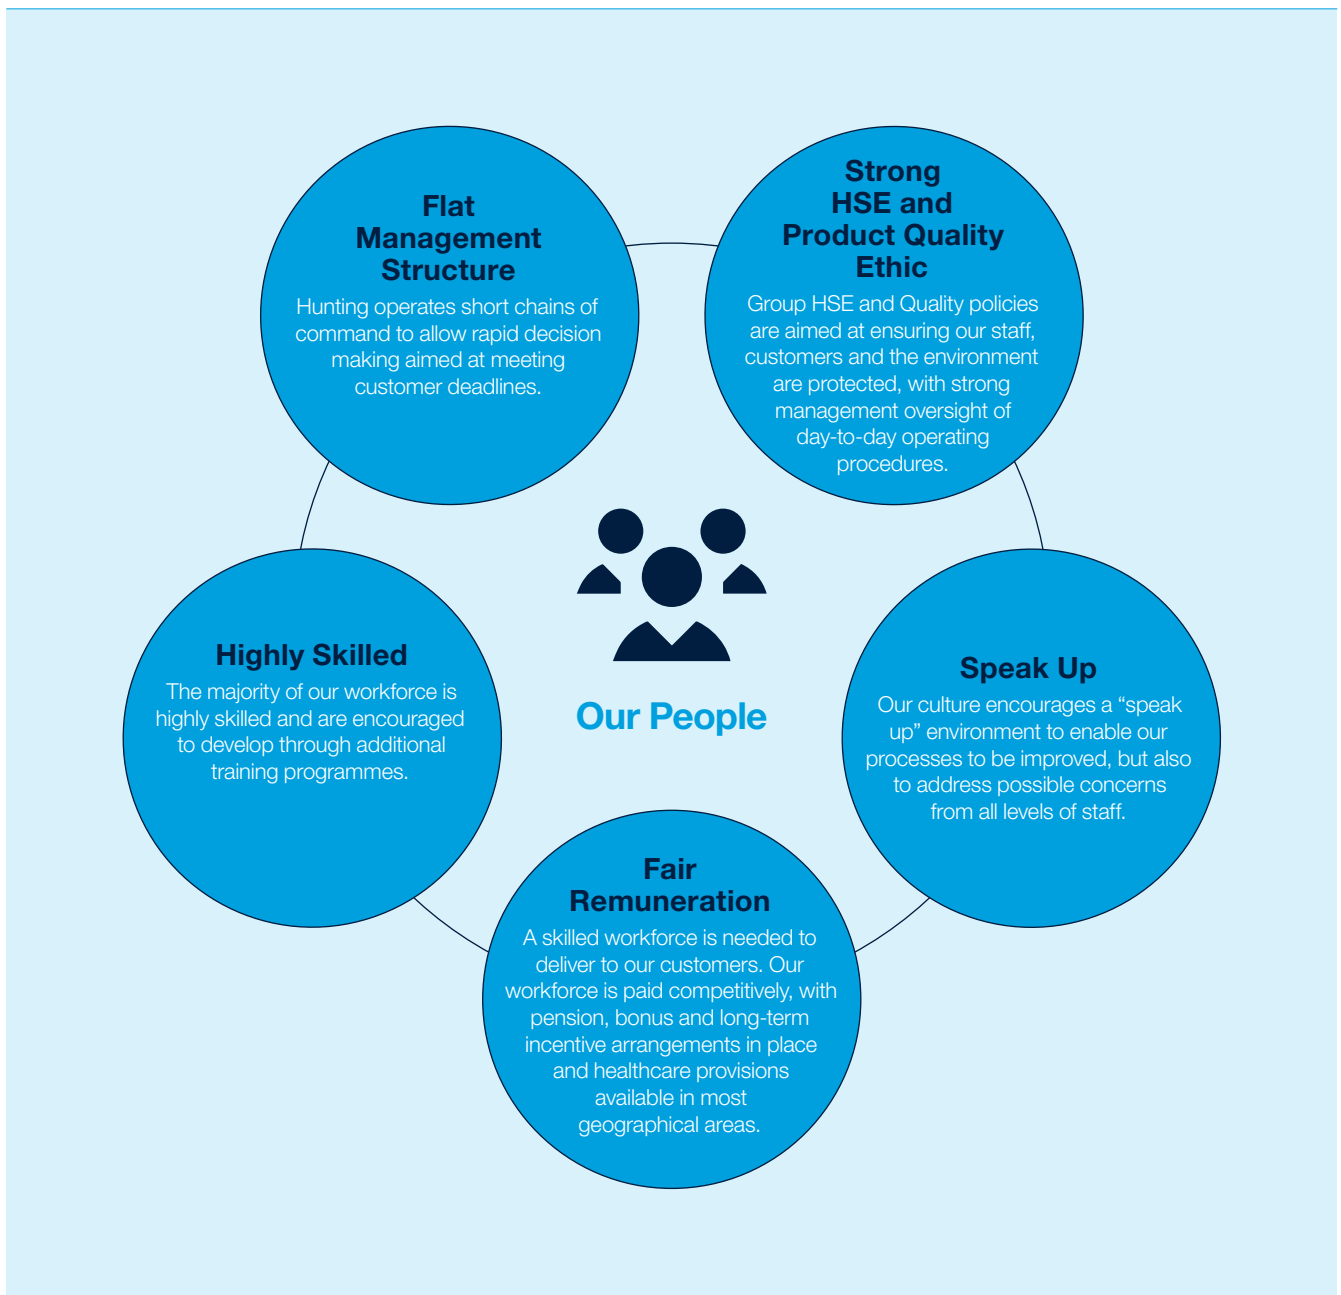 Flat
Management
Structure
Hunting operates short chains of
command to allow rapid decision
making aimed at meeting
customer deadlines.
Strong
HSE and
Product Quality
Ethic
Group HSE and Quality policies
are aimed at ensuring our staff,
customers and the environment
are protected, with strong
management oversight of
day-to-day operating
procedures.
Highly Skilled
The majority of our workforce is
highly skilled and are encouraged
to develop through additional
training programmes.
Our People
Speak Up
Our culture encourages a “speak
up” environment to enable our
processes to be improved, but also
to address possible concerns
from all levels of staff.
Fair
Remuneration
A skilled workforce is needed to
deliver to our customers. Our
workforce is paid competitively, with
pension, bonus and long-term
incentive arrangements in place
and healthcare provisions
available in most
geographical areas.